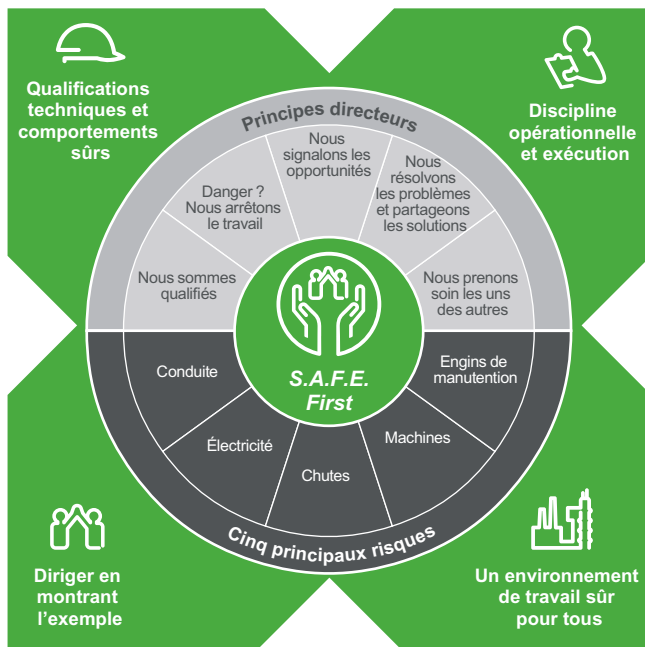 Qualifications
techniques et
comportements
sûrs
Discipline
opérationnelle
et exécution
Principes directeurs
Nous sommes
qualifiés
Danger ?
Nous arrêtons
le travail
Nous
signalons les
opportunités
Nous
résolvons
les problèmes
et partageons
les solutions
Nous prenons
soin les uns
des autres
S.A.F.E.
First
Conduite
Électricité
Chutes
Machines
Engins de
manutention
Cinq principaux risques
Diriger en
montrant
l’exemple
Un environnement
de travail sûr
pour tous